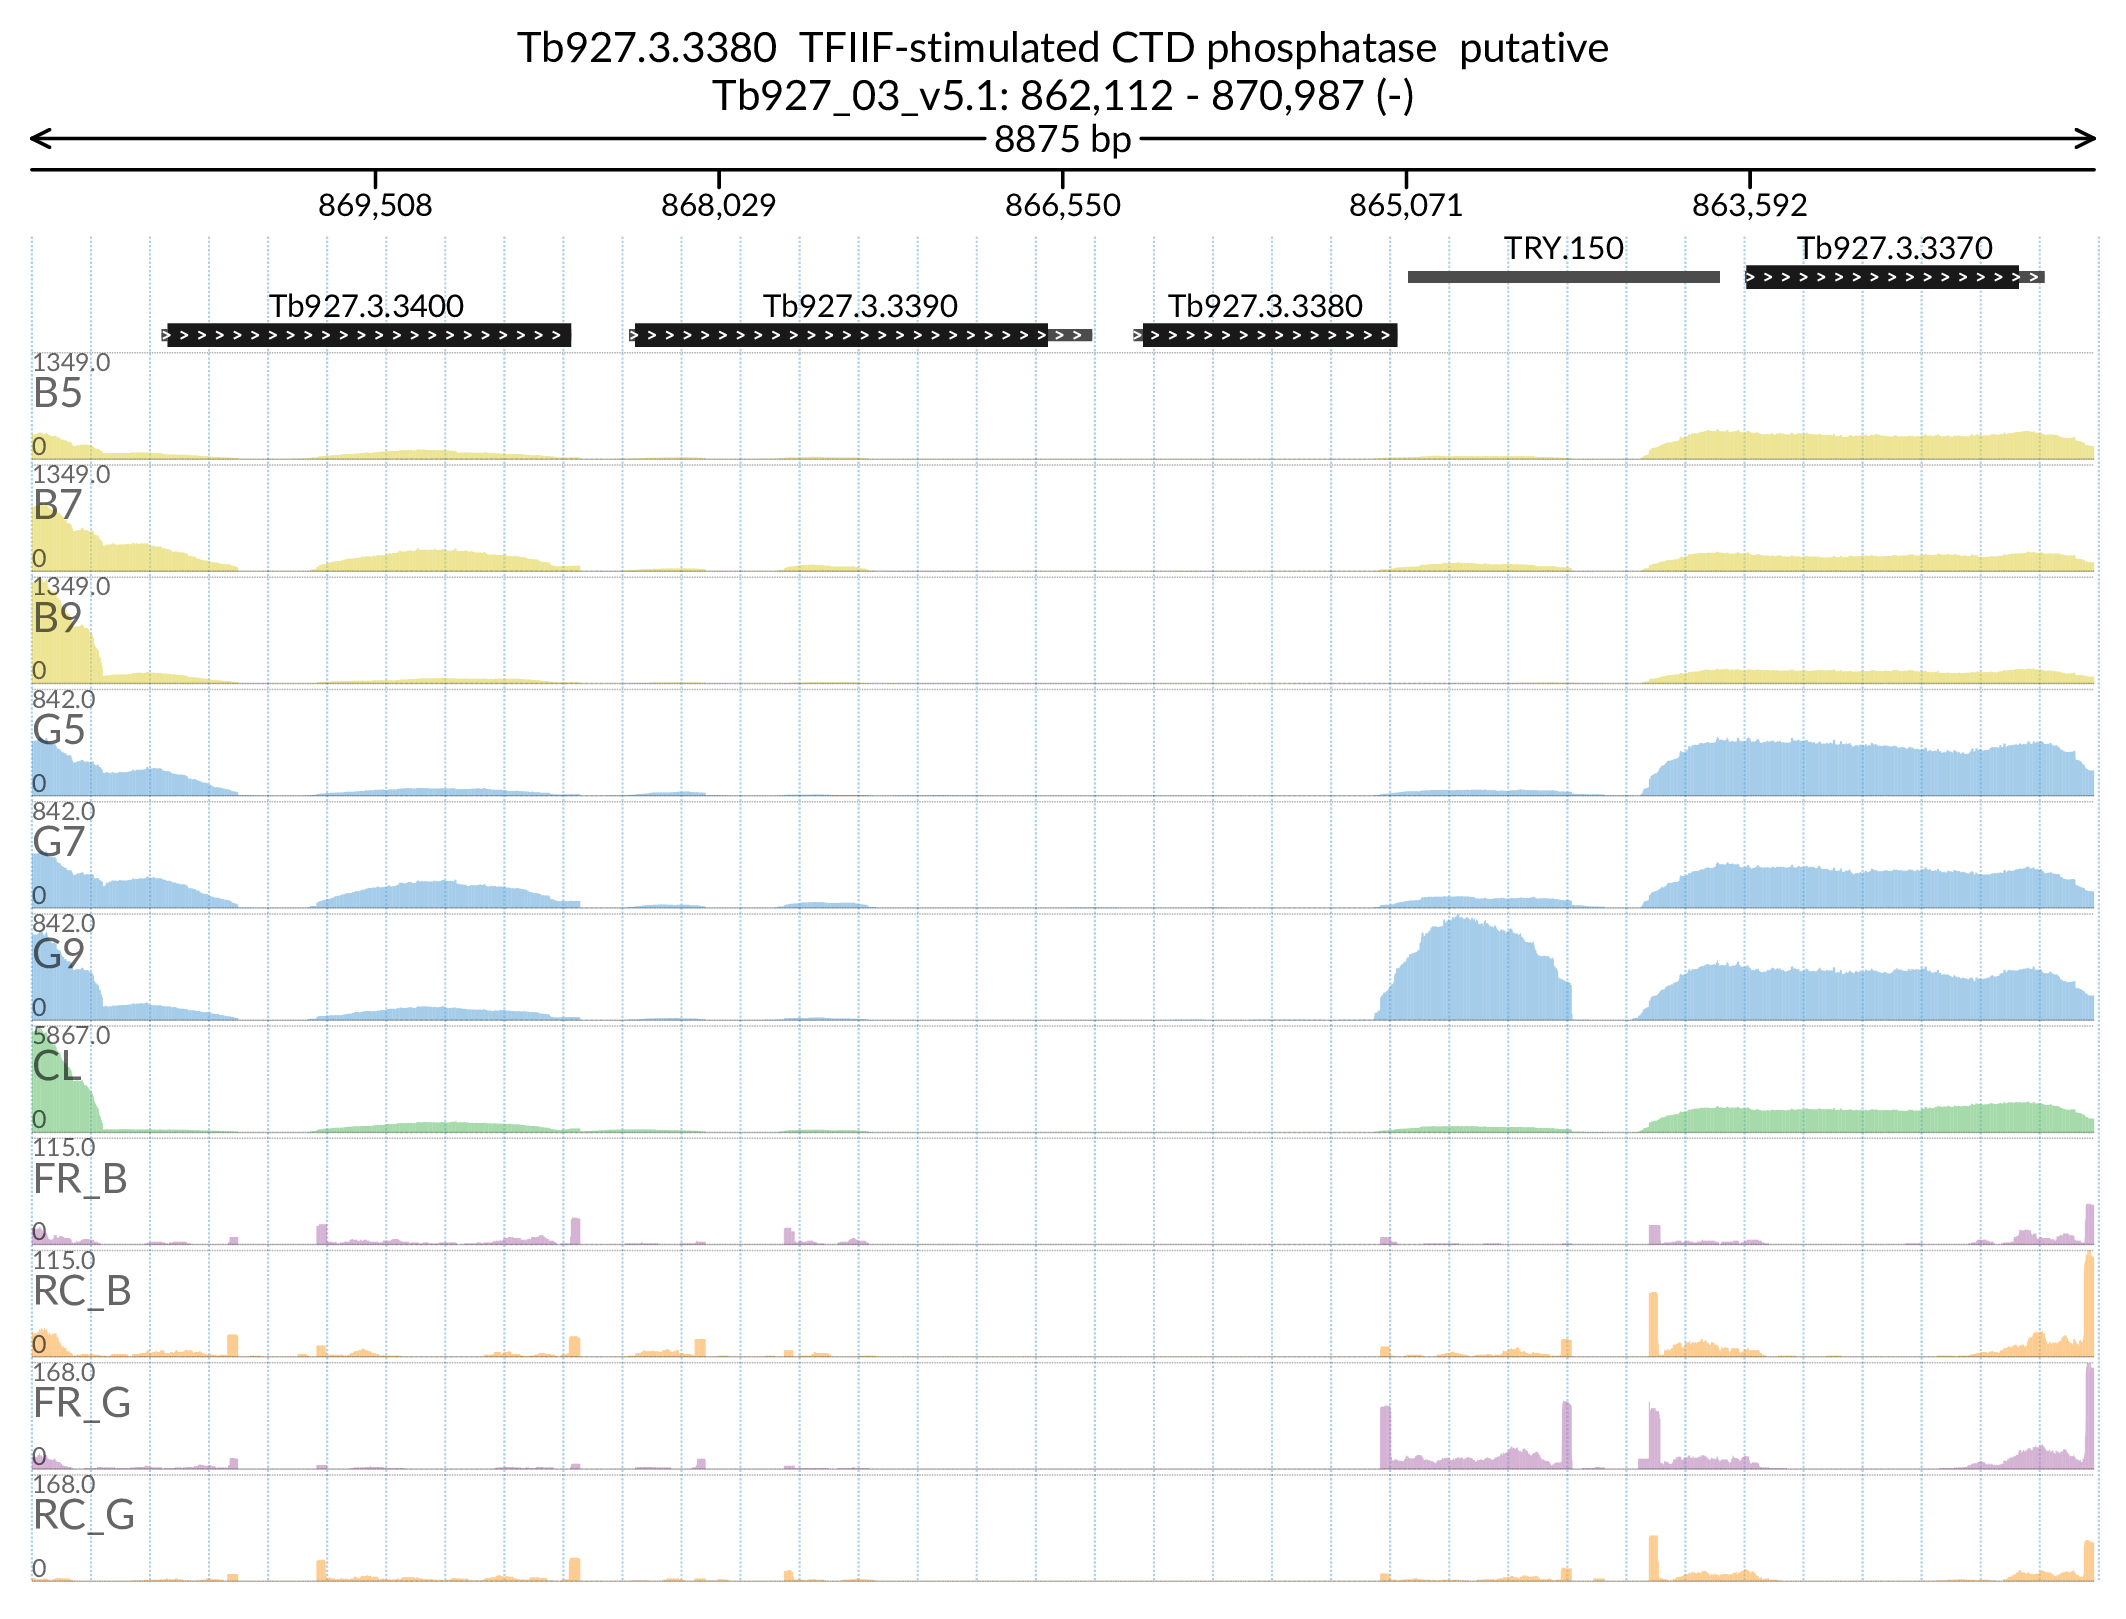 Tb927.3.3380 TFIIF-stimulated CTD phosphatase putative
Tb927_03_v5.1: 862,112 - 870,987 (-)
8875 bp
869,508 868,029 866,550 865,071 863,592
TRY.150 Tb927.3.3370
Tb927.3.3400 Tb927.3.3390 Tb927.3.3380
1349.0
B5
0
1349.0
B7
0
1349.0
B9
0
842.0
G5
0
842.0
G7
0
842.0
G9
0
5867.0
CL
0
115.0
FR_B
0
115.0
RC_B
0
168.0
FR_G
0
168.0
RC_G
0